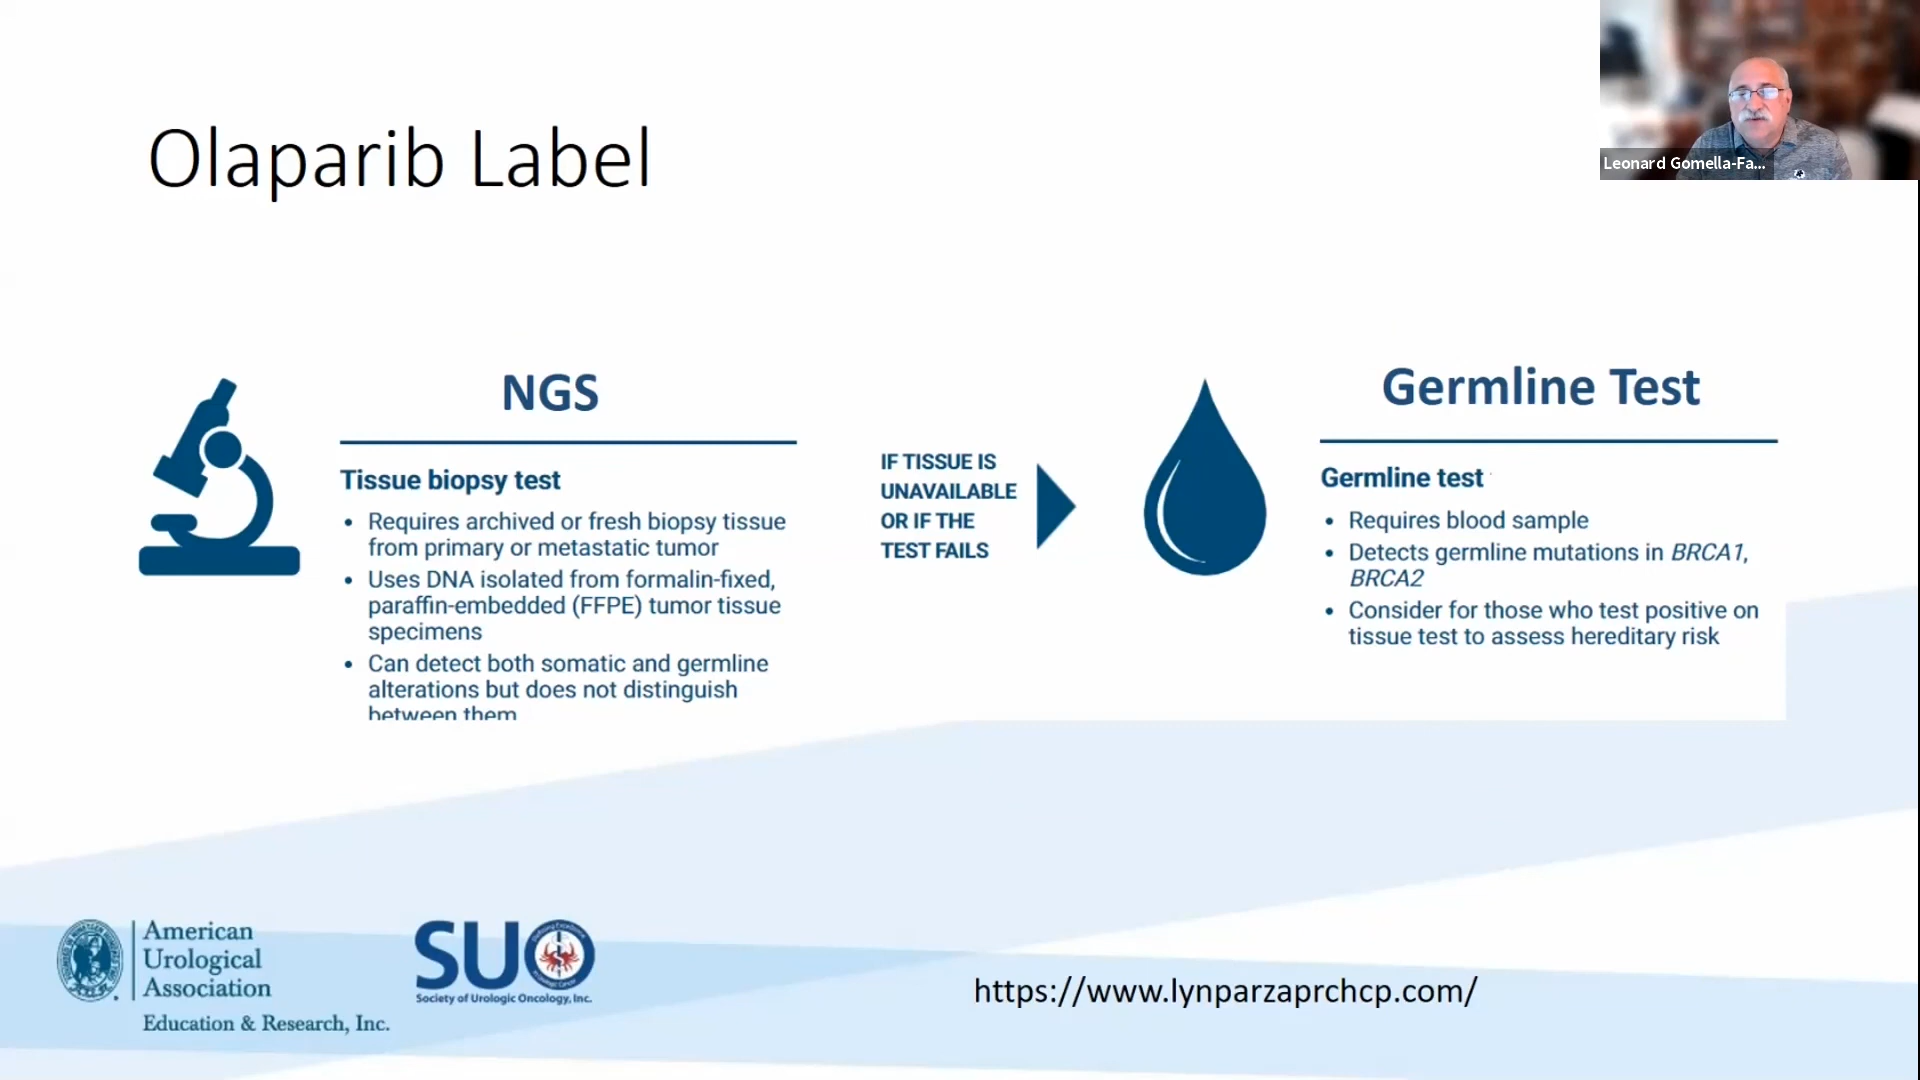 Leonard Gomella-Fa...
Olaparib Label
NGS
Tissue biopsy test
• Requires archived or fresh biopsy tissue
from primary or metastatic tumor
• Uses DNA isolated from formalin-fixed,
paraffin-embedded (FFPE) tumor tissue
specimens
• Can detect both somatic and germline
alterations but does not distinguish
between them
IF TISSUE IS
UNAVAILABLE
OR IF THE
TEST FAILS
Germline Test
Germline test
• Requires blood sample
• Detects germline mutations in BRCA1,
BRCA2
• Consider for those who test positive on
tissue test to assess hereditary risk
American
Urological
Association
Education & Research, Inc.
SUO
Society of Urologic Oncology, Inc.
https://www.lynparzaprchcp.com/